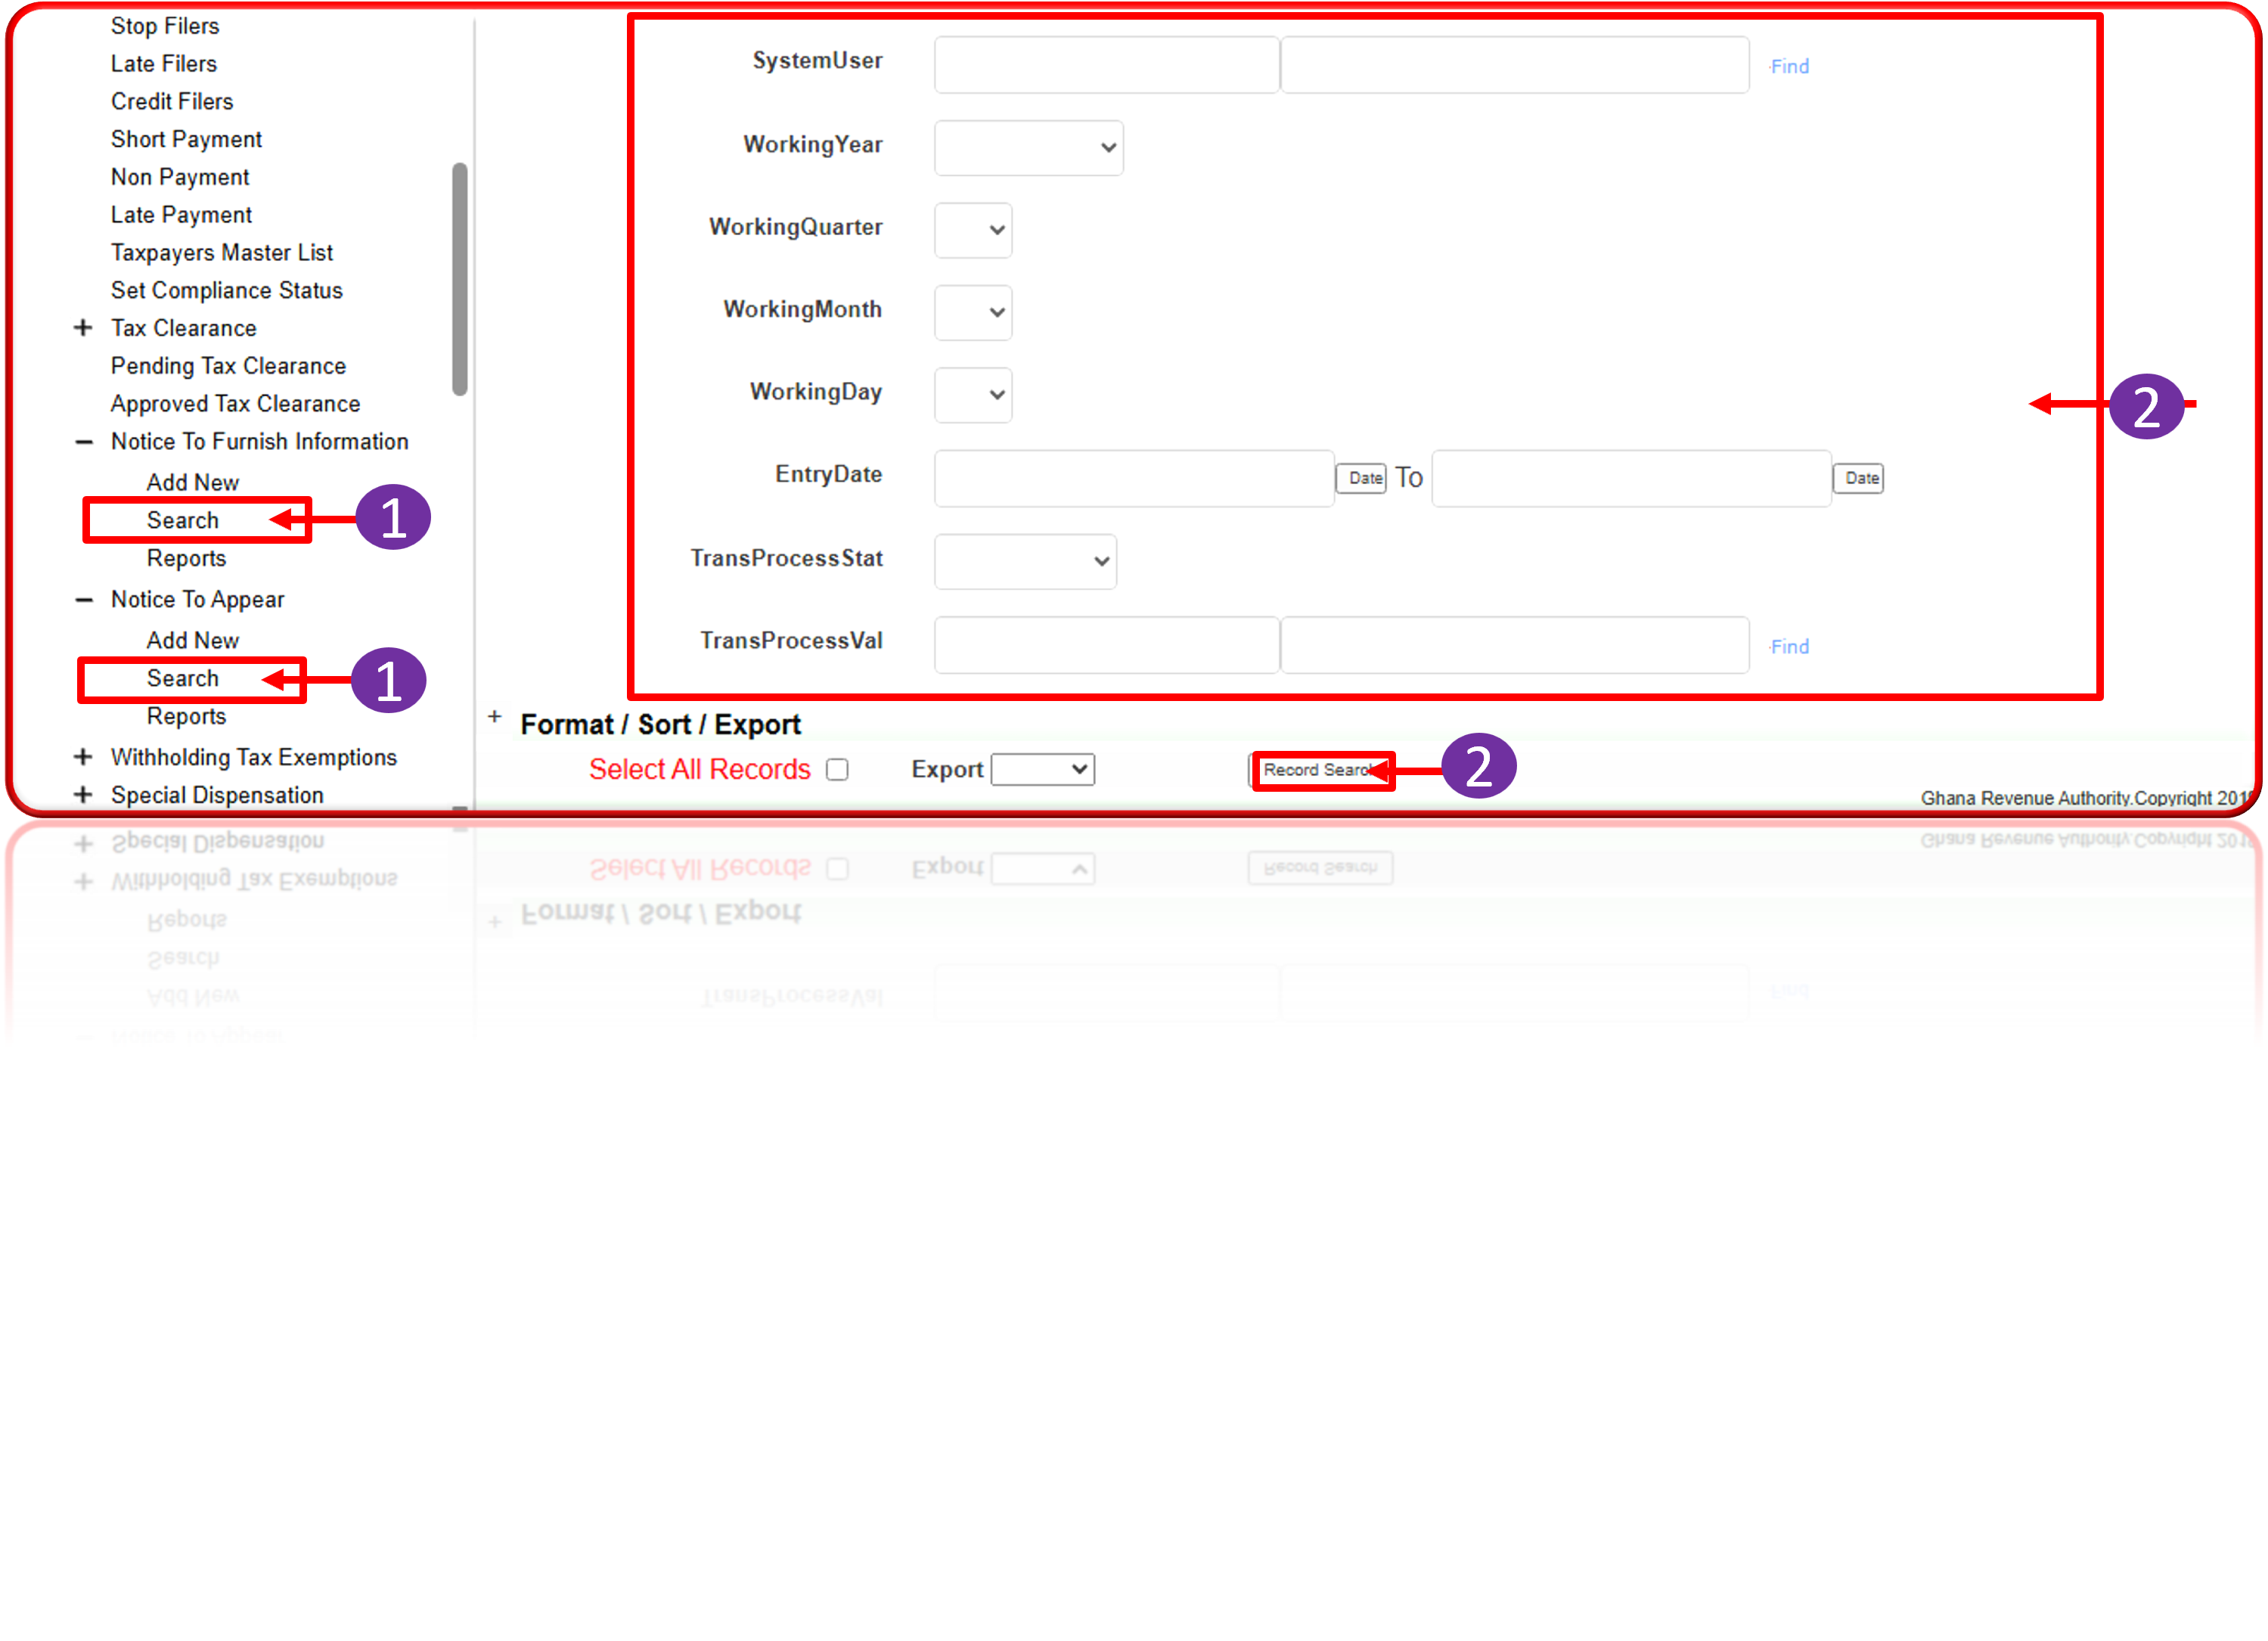 Stop Filers
Late Filers
Credit Filers
Short Payment
Non Payment
Late Payment
Taxpayers Master List
Set Compliance Status
+ Tax Clearance
Pending Tax Clearance
Approved Tax Clearance
− Notice To Furnish Information
Add New
Search
1
Reports
− Notice To Appear
Add New
Search
1
Reports
+ Withholding Tax Exemptions
+ Special Dispensation
SystemUser
Find
WorkingYear
WorkingQuarter
WorkingMonth
WorkingDay
2
EntryDate
Date To
Date
TransProcessStat
TransProcessVal
Find
+ Format / Sort / Export
Select All Records
Export
Record Search
2
Ghana Revenue Authority.Copyright